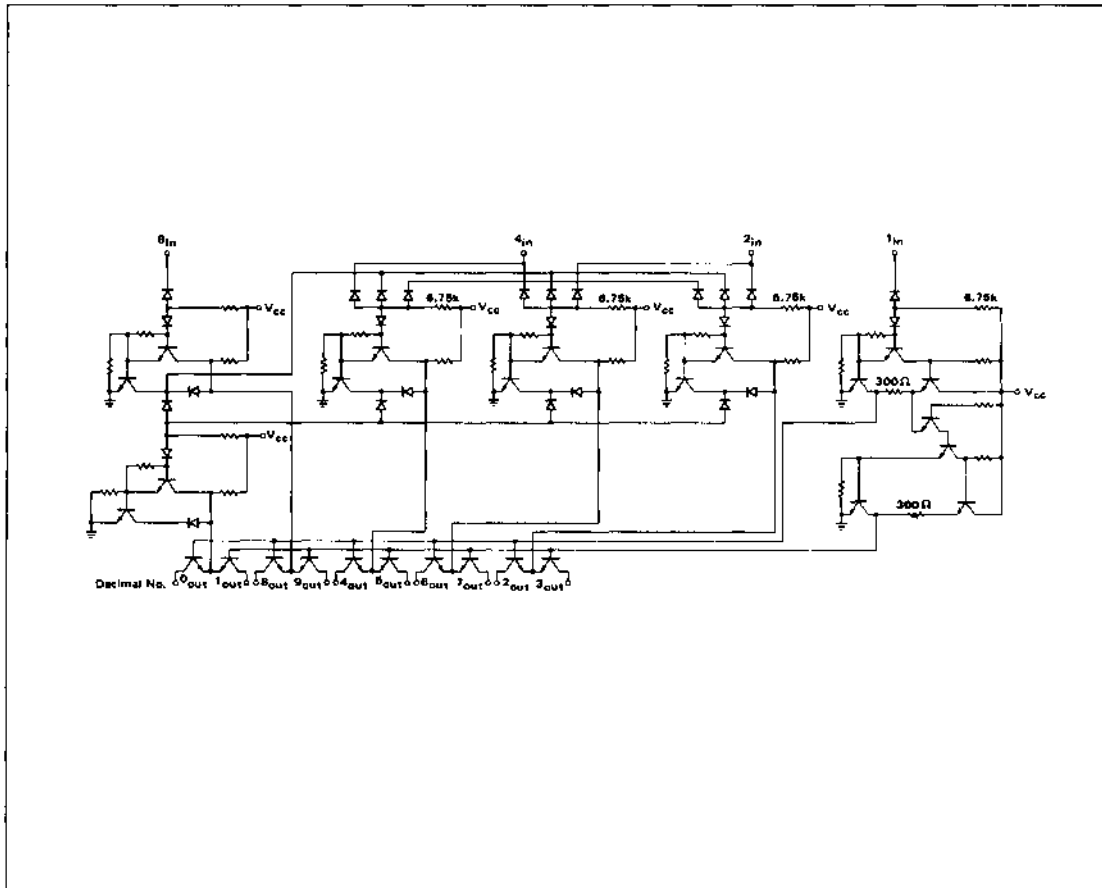 8in 4in 2in 1in
6.75k 6.75k 6.75k 6.75k
Vcc Vcc Vcc Vcc
300Ω Vcc
Vcc
300Ω
Decimal No. 0out 1out 8out 9out 4out 5out 6out 7out 2out 3out